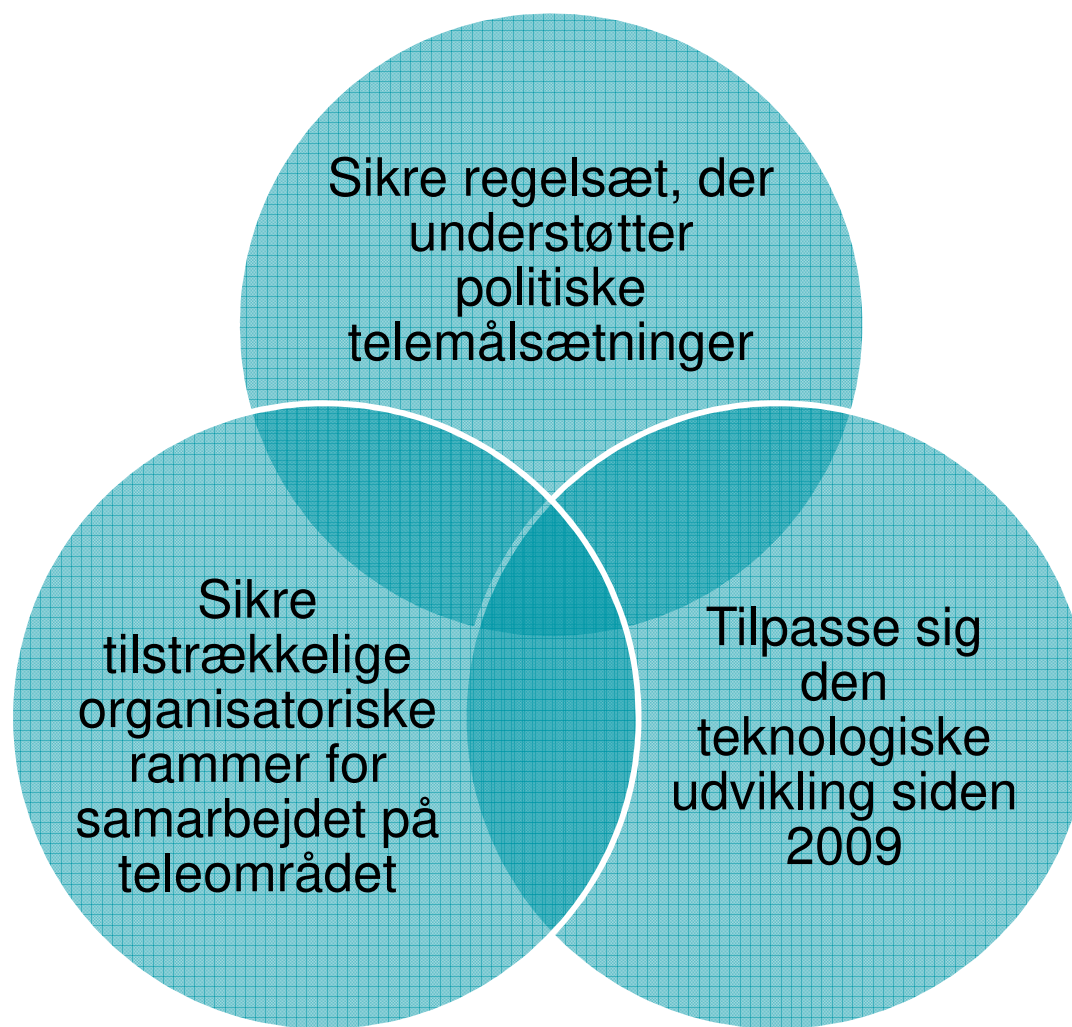 Sikre regelsæt, der
understøtter
politiske
telemålsætninger
Sikre
tilstrækkelige
organisatoriske
rammer for
samarbejdet på
teleområdet
Tilpasse sig
den
teknologiske
udvikling siden
2009